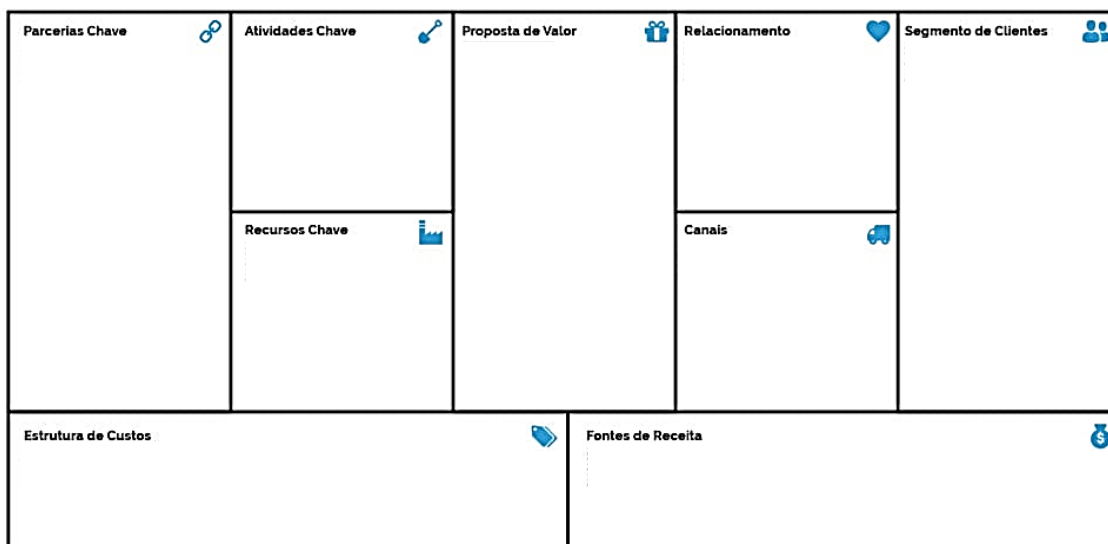 Parcerias Chave
Atividades Chave
Proposta de Valor
Relacionamento
Segmento de Clientes
Recursos Chave
Canais
Estrutura de Custos
Fontes de Receita
$